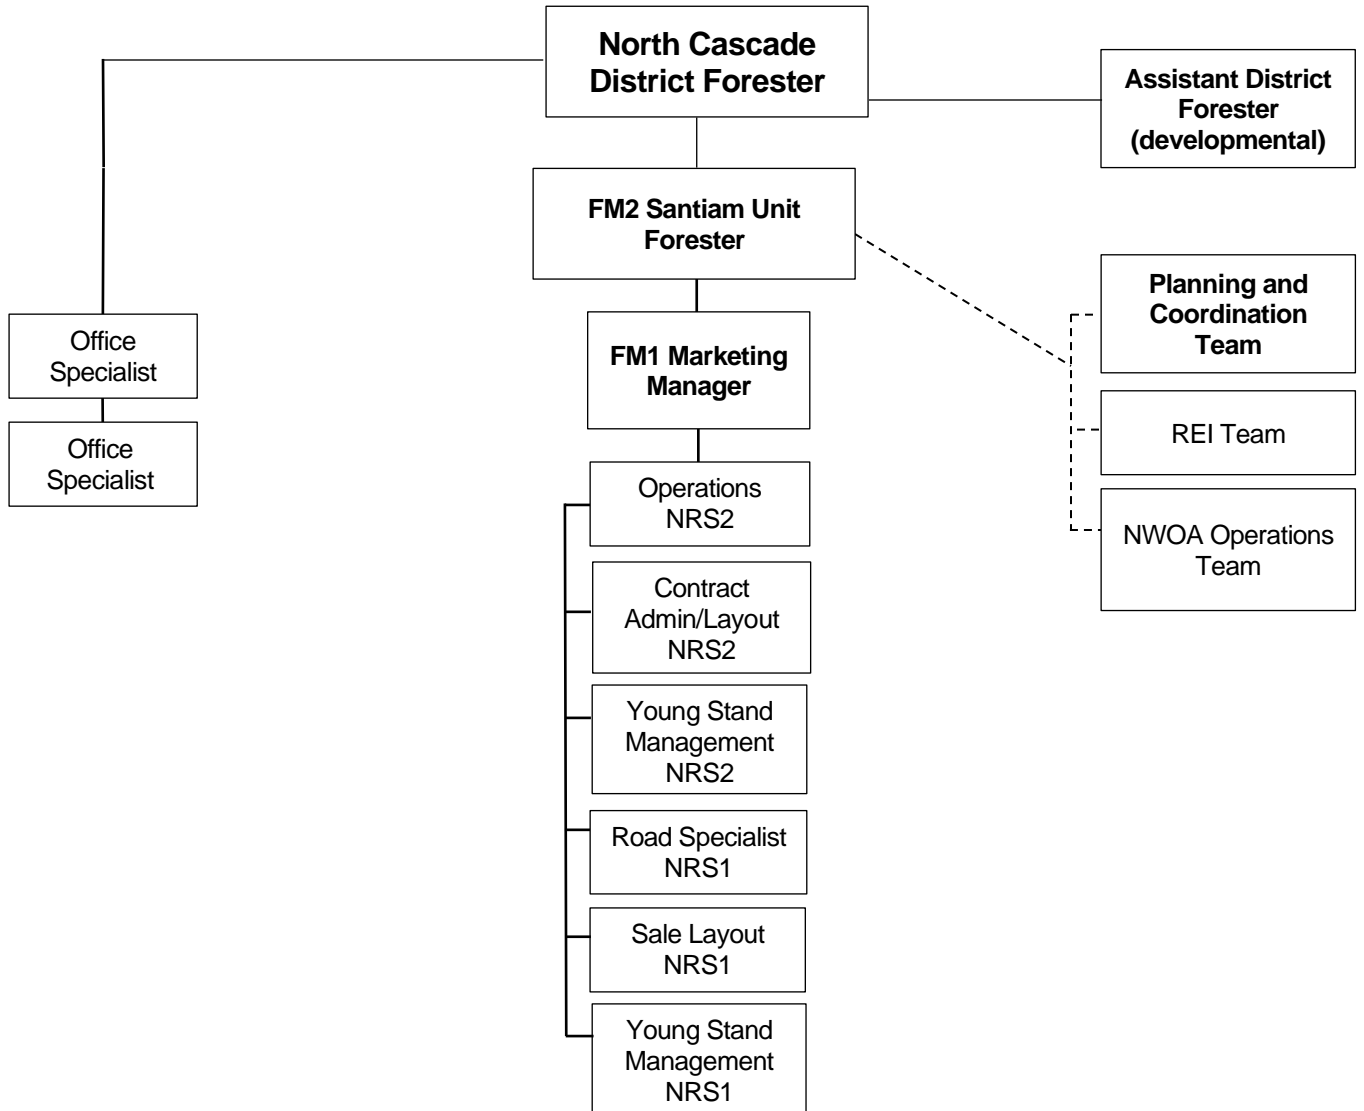 North Cascade
District Forester
Assistant District
Forester
(developmental)
FM2 Santiam Unit
Forester
Planning and
Coordination
Team
Office
Specialist
FM1 Marketing
Manager
REI Team
Office
Specialist
Operations
NRS2
NWOA Operations
Team
Contract
Admin/Layout
NRS2
Young Stand
Management
NRS2
Road Specialist
NRS1
Sale Layout
NRS1
Young Stand
Management
NRS1